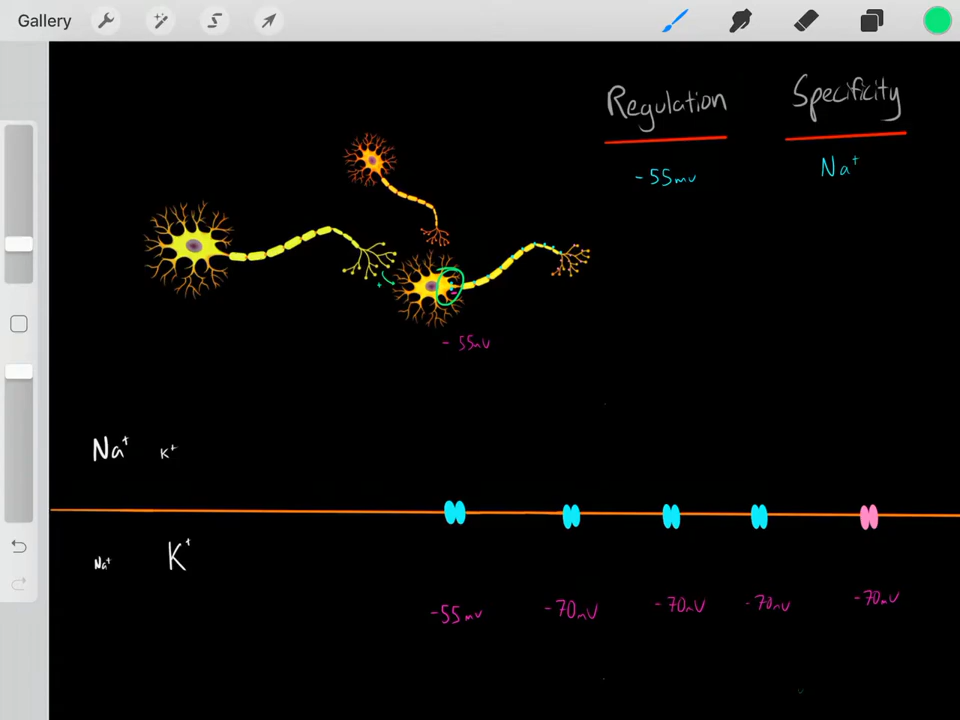 Gallery
Regulation Specificity
-55mv Na⁺
- 55mV
Na⁺ K⁺
Na⁺ K⁺
-55mv -70mV -70mV -70mV -70mV